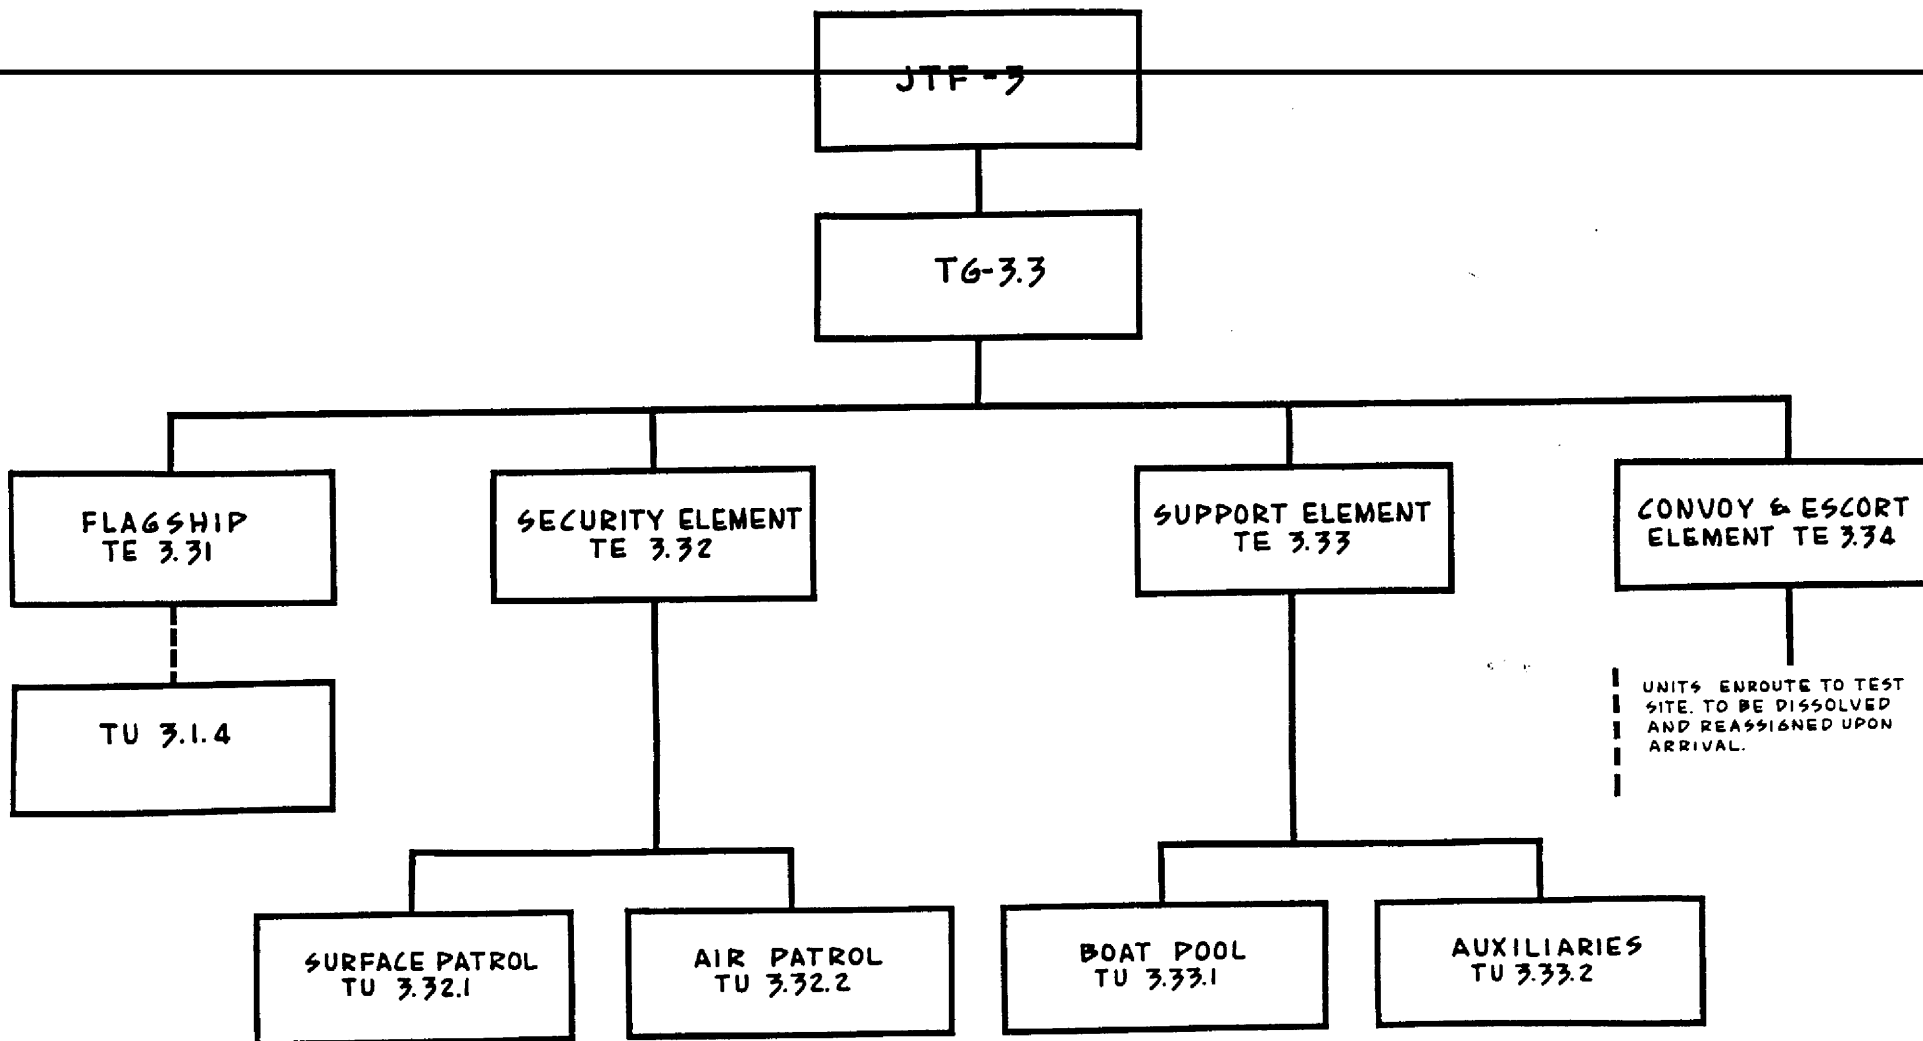 JTF-3
TG-3.3
FLAGSHIP
TE 3.31
SECURITY ELEMENT
TE 3.32
SUPPORT ELEMENT
TE 3.33
CONVOY & ESCORT
ELEMENT TE 3.34
TU 3.1.4
UNITS ENROUTE TO TEST
SITE. TO BE DISSOLVED
AND REASSIGNED UPON
ARRIVAL.
SURFACE PATROL
TU 3.32.1
AIR PATROL
TU 3.32.2
BOAT POOL
TU 3.33.1
AUXILIARIES
TU 3.33.2